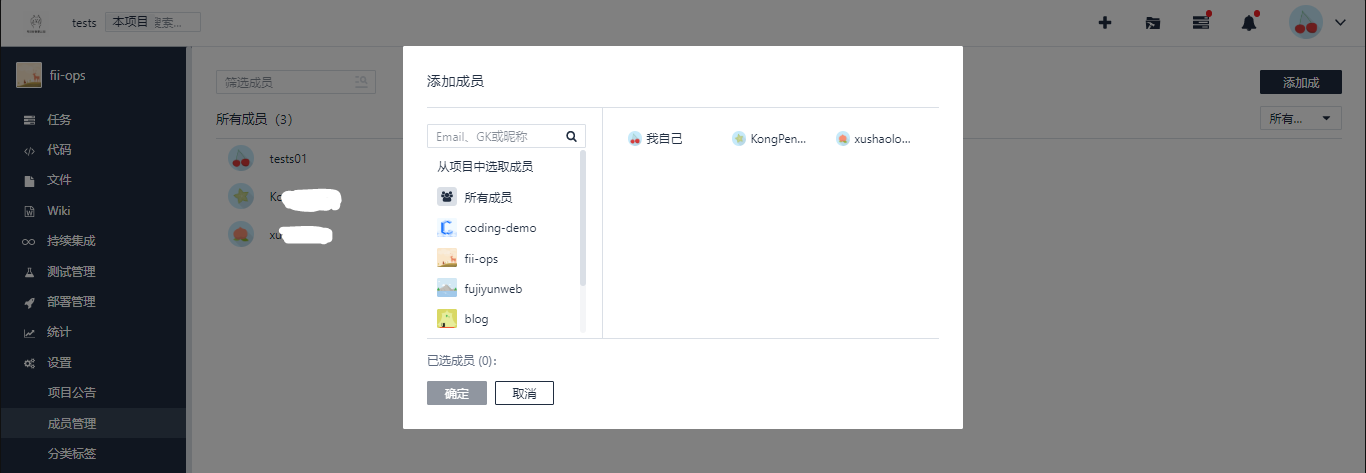 tests 本项目 搜索...
fii-ops
任务
代码
文件
Wiki
持续集成
测试管理
部署管理
统计
设置
项目公告
成员管理
分类标签
筛选成员
添加成
所有成员（3）
所有...
tests01
Ko
xu
添加成员
Email、GK或昵称
从项目中选取成员
所有成员
coding-demo
fii-ops
fujiyunweb
blog
我自己 KongPen... xushaolo...
已选成员 (0)：
确定 取消